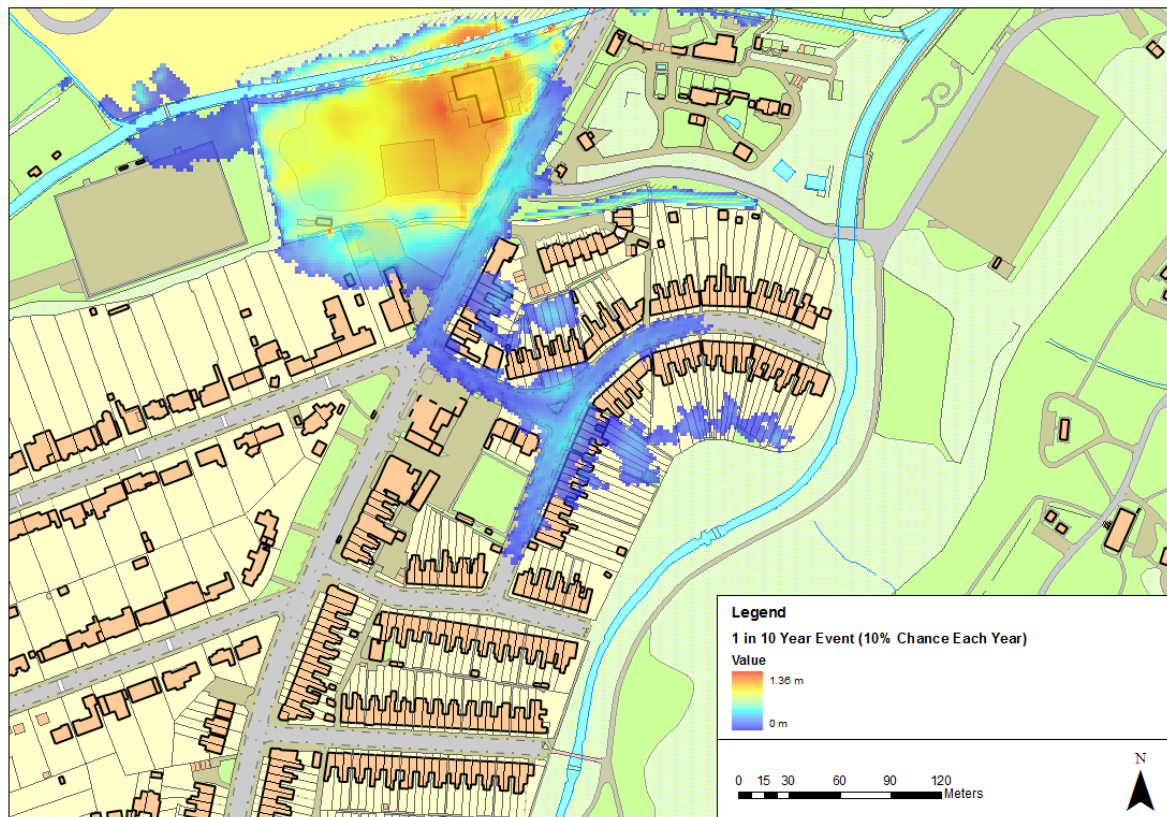 Legend
1 in 10 Year Event (10% Chance Each Year)
Value
1.36 m
0 m
N
0 15 30 60 90 120
Meters